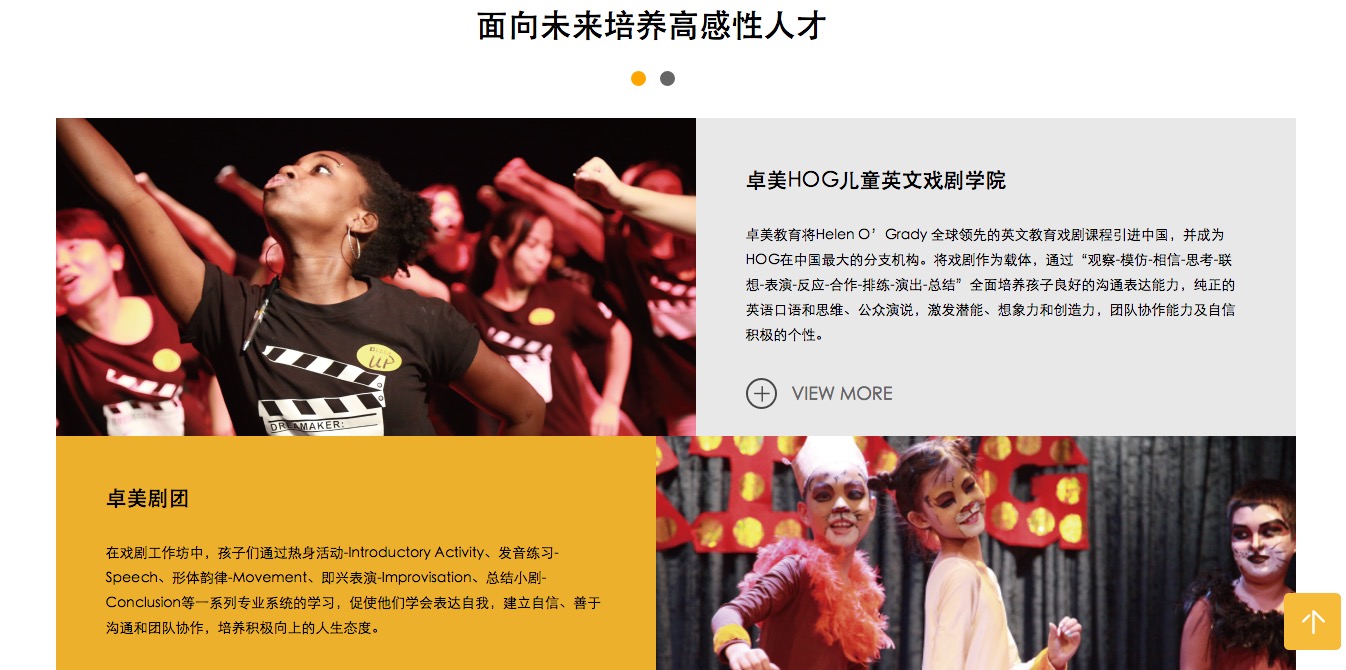 面向未来培养高感性人才
卓美HOG儿童英文戏剧学院
卓美教育将Helen O’Grady 全球领先的英文教育戏剧课程引进中国，并成为
HOG在中国最大的分支机构。将戏剧作为载体，通过“观察-模仿-相信-思考-联
想-表演-反应-合作-排练-演出-总结”全面培养孩子良好的沟通表达能力，纯正的
英语口语和思维、公众演说，激发潜能、想象力和创造力，团队协作能力及自信
积极的个性。
VIEW MORE
UP
DREAMAKER:
卓美剧团
在戏剧工作坊中，孩子们通过热身活动-Introductory Activity、发音练习-
Speech、形体韵律-Movement、即兴表演-Improvisation、总结小剧-
Conclusion等一系列专业系统的学习，促使他们学会表达自我，建立自信、善于
沟通和团队协作，培养积极向上的人生态度。